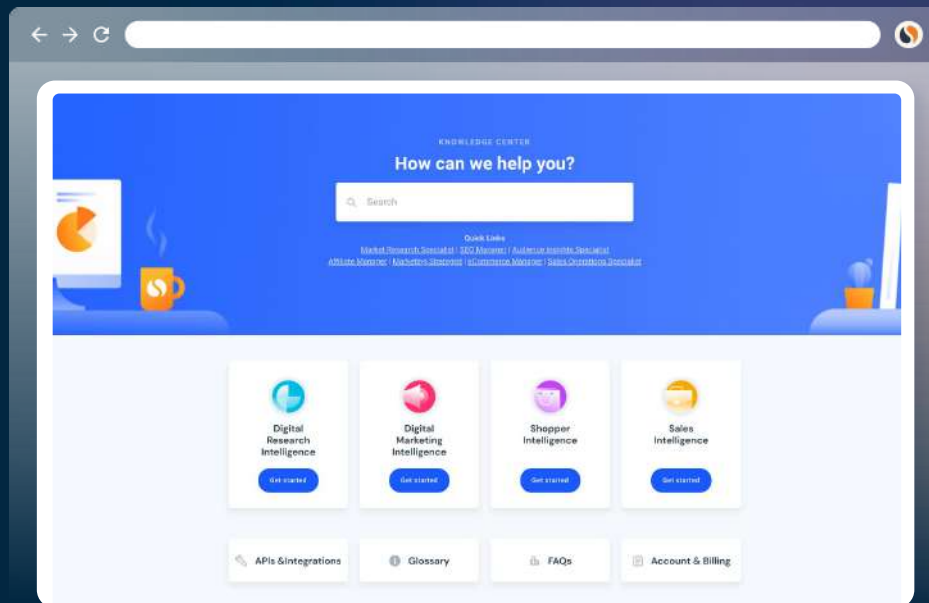 KNOWLEDGE CENTER
How can we help you?
Search
Quick Links
Market Research Specialist | SEO Manager | Audience Insights Specialist
Affiliate Manager | Marketing Strategist | eCommerce Manager | Sales Operations Specialist
Digital
Research
Intelligence
Get started
Digital
Marketing
Intelligence
Get started
Shopper
Intelligence
Get started
Sales
Intelligence
Get started
APIs &Integrations
Glossary
FAQs
Account & Billing